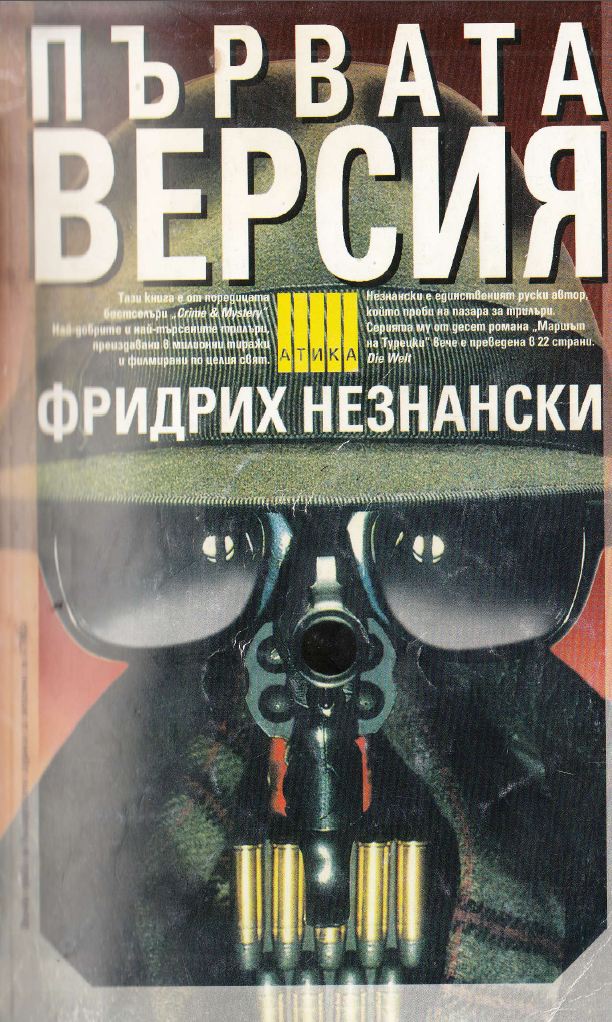 ПЪРВАТА
ВЕРСИЯ
Тази книга е от поредицата
бестселъри „Crime & Mystery”
Най-добрите и най-търсените трилъри,
преиздавани в милионни тиражи
и филмирани по целия свят.
АТИКА
Незнански е единственият руски автор,
който проби на пазара за трилъри.
Серията му от десет романа „Маршът
на Турецки” вече е преведена в 22 страни.
Die Welt
ФРИДРИХ НЕЗНАНСКИ